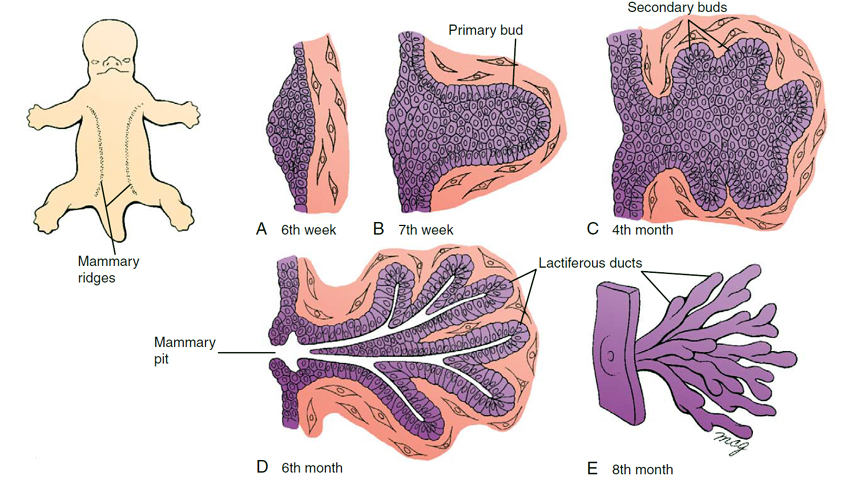 Mammary
ridges
Primary bud
Secondary buds
A 6th week
B 7th week
C 4th month
Mammary
pit
Lactiferous ducts
D 6th month
E 8th month
mcg